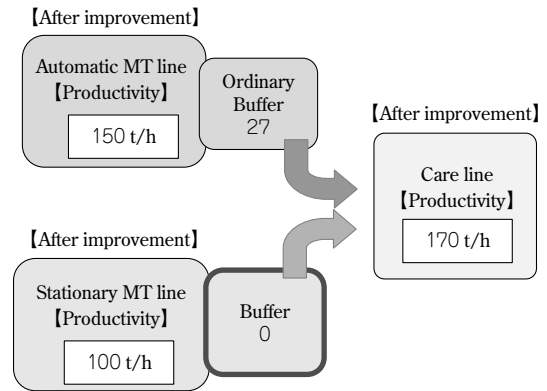 【After improvement】
Automatic MT line
【Productivity】
150 t/h
Ordinary
Buffer
27
【After improvement】
Care line
【Productivity】
170 t/h
【After improvement】
Stationary MT line
【Productivity】
100 t/h
Buffer
0